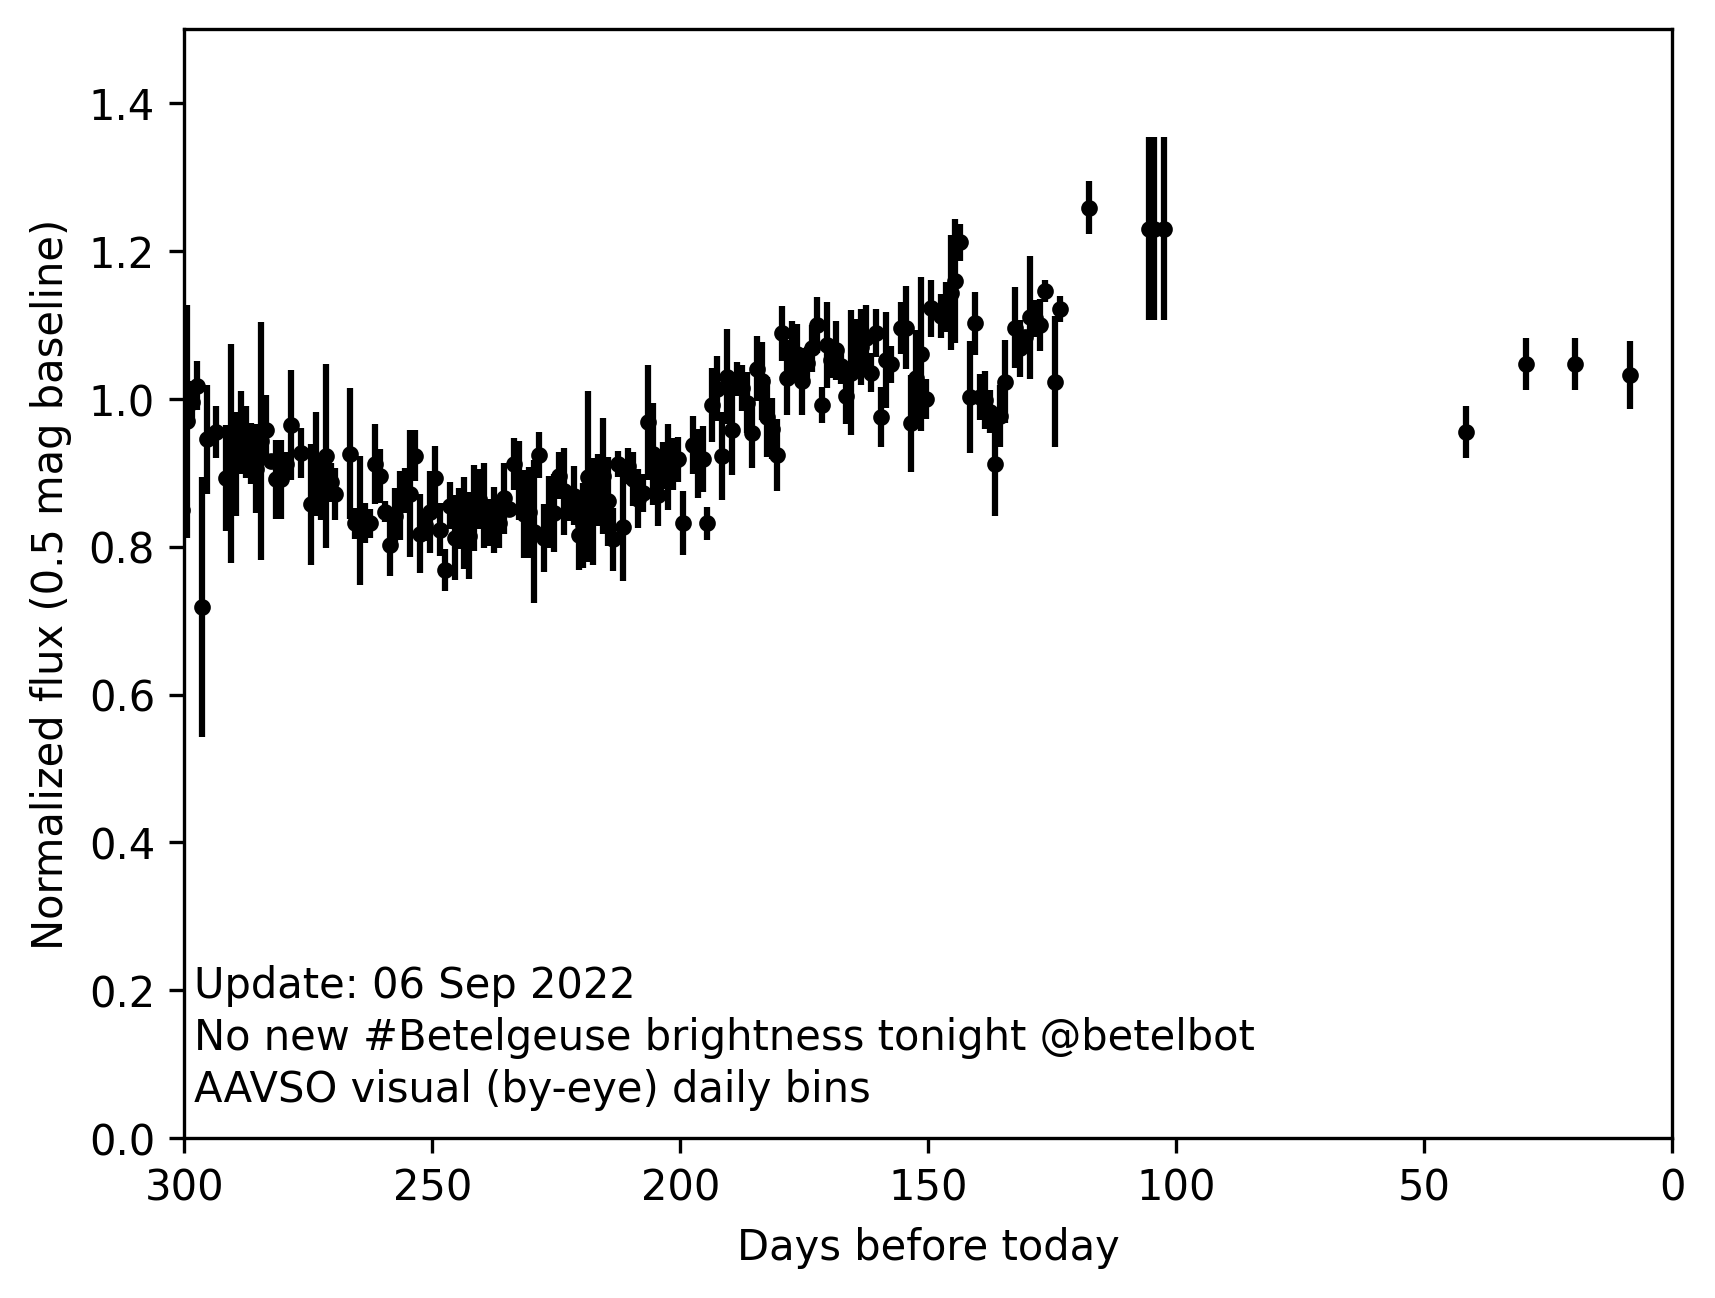 Normalized flux (0.5 mag baseline)
1.4
1.2
1.0
0.8
0.6
0.4
0.2
0.0
Update: 06 Sep 2022
No new #Betelgeuse brightness tonight @betelbot
AAVSO visual (by-eye) daily bins
300 250 200 150 100 50 0
Days before today